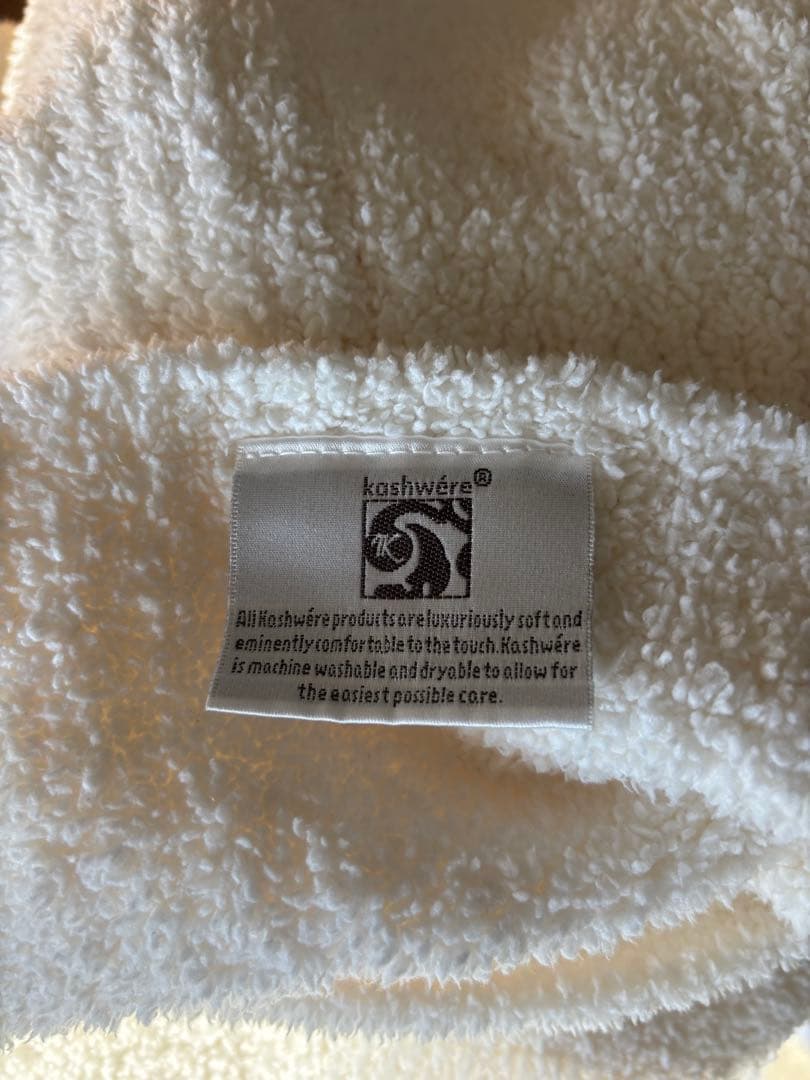 kashwére®
K
All Kashwére products are luxuriously soft and
eminently comfortable to the touch. Kashwére
is machine washable and dryable to allow for
the easiest possible care.